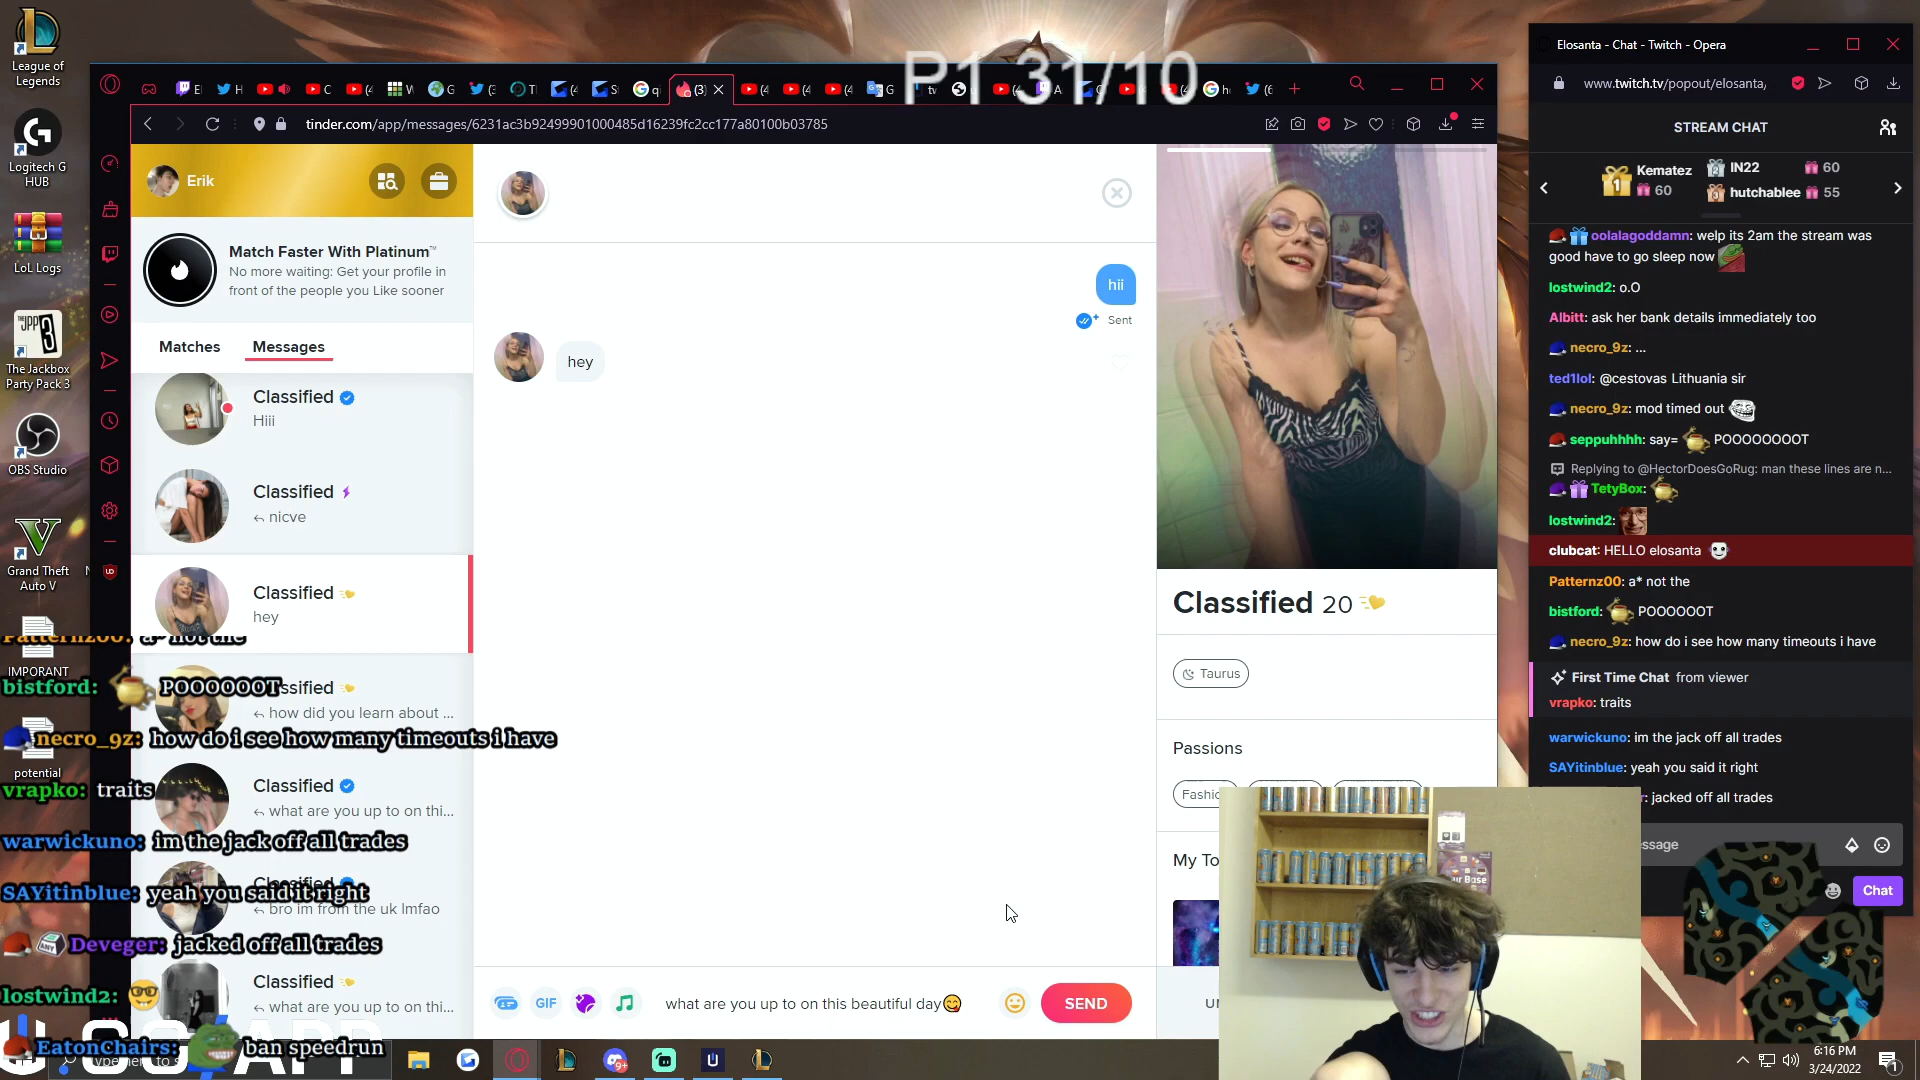 League of
Legends
Logitech G
HUB
LoL Logs
THE JPP 3
The Jackbox
Party Pack 3
OBS Studio
Grand Theft
Auto V
IMPORANT
potential
P1 31/10
tinder.com/app/messages/6231ac3b92499901000485d16239fc2cc177a80100b03785
Erik
Match Faster With Platinum™
No more waiting: Get your profile in
front of the people you Like sooner
Matches
Messages
Classified
Hiii
Classified
nicve
Classified
hey
how did you learn about ...
Classified
what are you up to on thi...
Classified
bro im from the uk lmfao
Classified
what are you up to on thi...
hii
Sent
hey
GIF
what are you up to on this beautiful day😋
SEND
Classified 20
Taurus
Passions
My To
Patternz00: a* not the
bistford: POOOOOOT
necro_9z: how do i see how many timeouts i have
vrapko: traits
warwickuno: im the jack off all trades
SAYitinblue: yeah you said it right
Deveger: jacked off all trades
lostwind2: 🤓
EatonChairs: ban speedrun
Elosanta - Chat - Twitch - Opera
www.twitch.tv/popout/elosanta/
STREAM CHAT
1
Kematez
60
IN22
60
hutchablee
55
oolalagoddamn: welp its 2am the stream was
good have to go sleep now
lostwind2: o.O
Albitt: ask her bank details immediately too
necro_9z: ...
ted1lol: @cestovas Lithuania sir
necro_9z: mod timed out
seppuhhhh: say= POOOOOOOOT
Replying to @HectorDoesGoRug: man these lines are n...
TetyBox:
lostwind2:
clubcat: HELLO elosanta
Patternz00: a* not the
bistford: POOOOOOT
necro_9z: how do i see how many timeouts i have
First Time Chat from viewer
vrapko: traits
warwickuno: im the jack off all trades
SAYitinblue: yeah you said it right
r: jacked off all trades
Chat
6:16 PM
3/24/2022